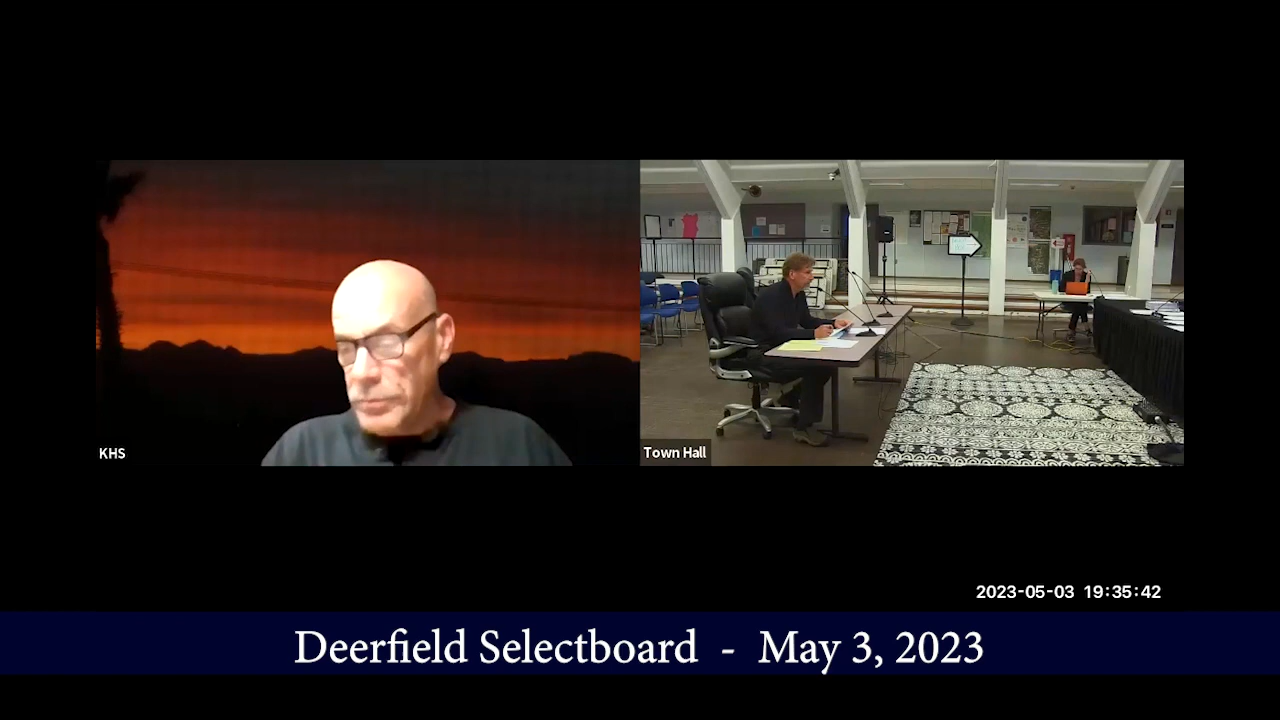 KHS
Town Hall
2023-05-03 19:35:42
Deerfield Selectboard - May 3, 2023